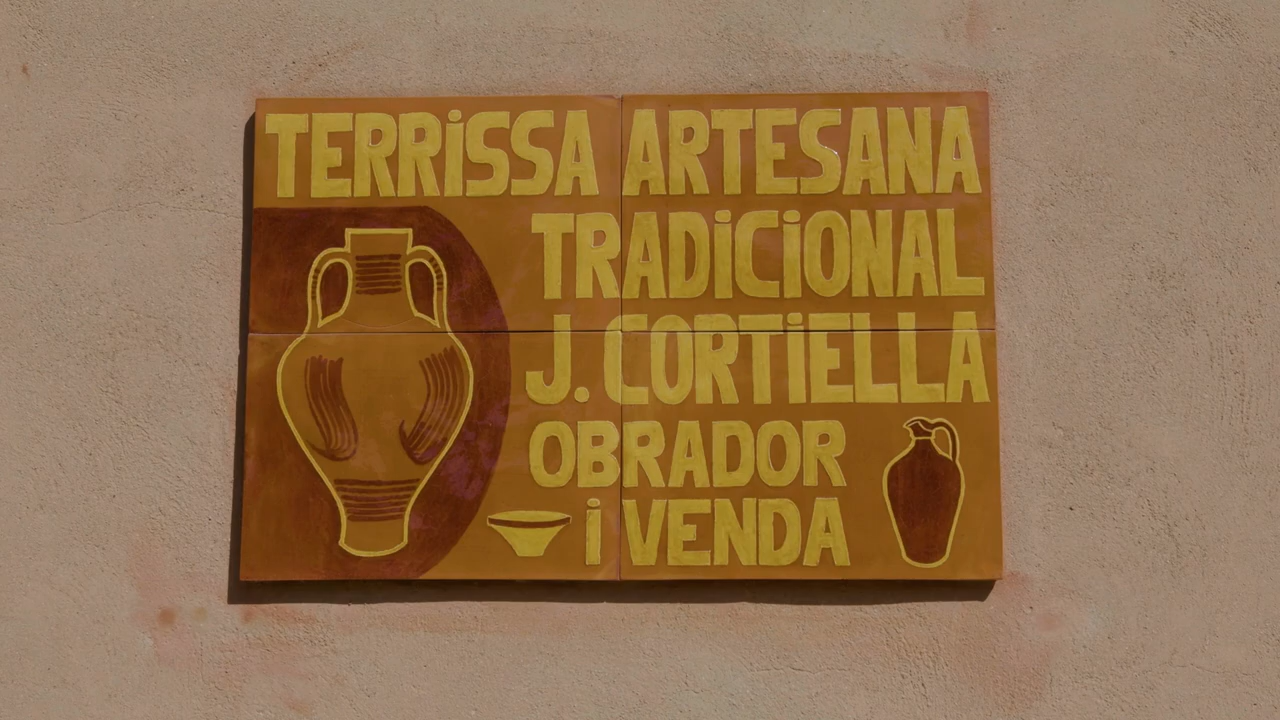 TERRiSSA ARTESANA
TRADiCiONAL
J. CORTiELLA
OBRADOR
i VENDA